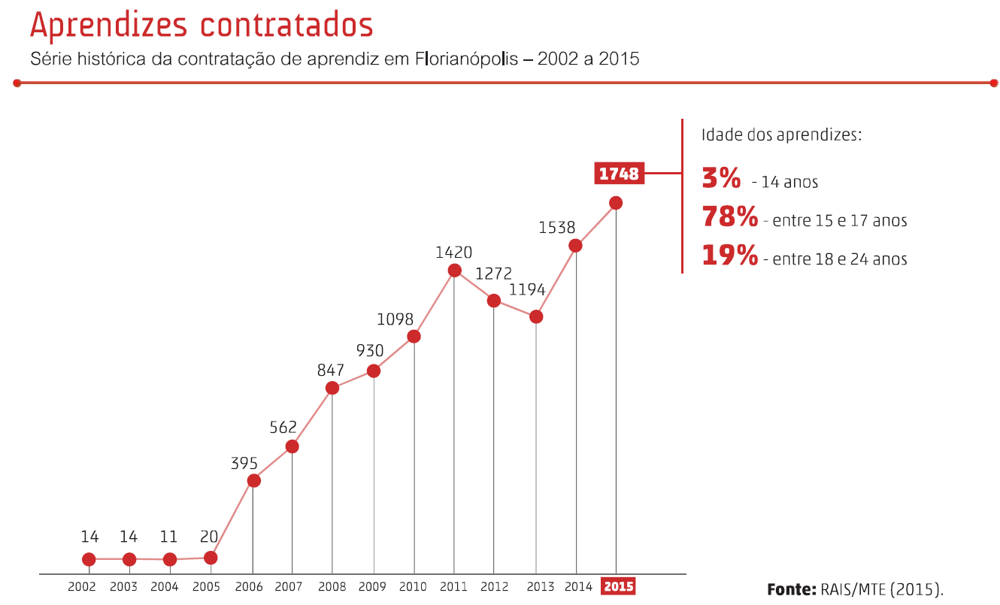 Aprendizes contratados
Série histórica da contratação de aprendiz em Florianópolis – 2002 a 2015
Idade dos aprendizes:
3% - 14 anos
78% - entre 15 e 17 anos
19% - entre 18 e 24 anos
1748
1538
1420
1272
1194
1098
930
847
562
395
14 14 11 20
2002 2003 2004 2005 2006 2007 2008 2009 2010 2011 2012 2013 2014 2015
Fonte: RAIS/MTE (2015).